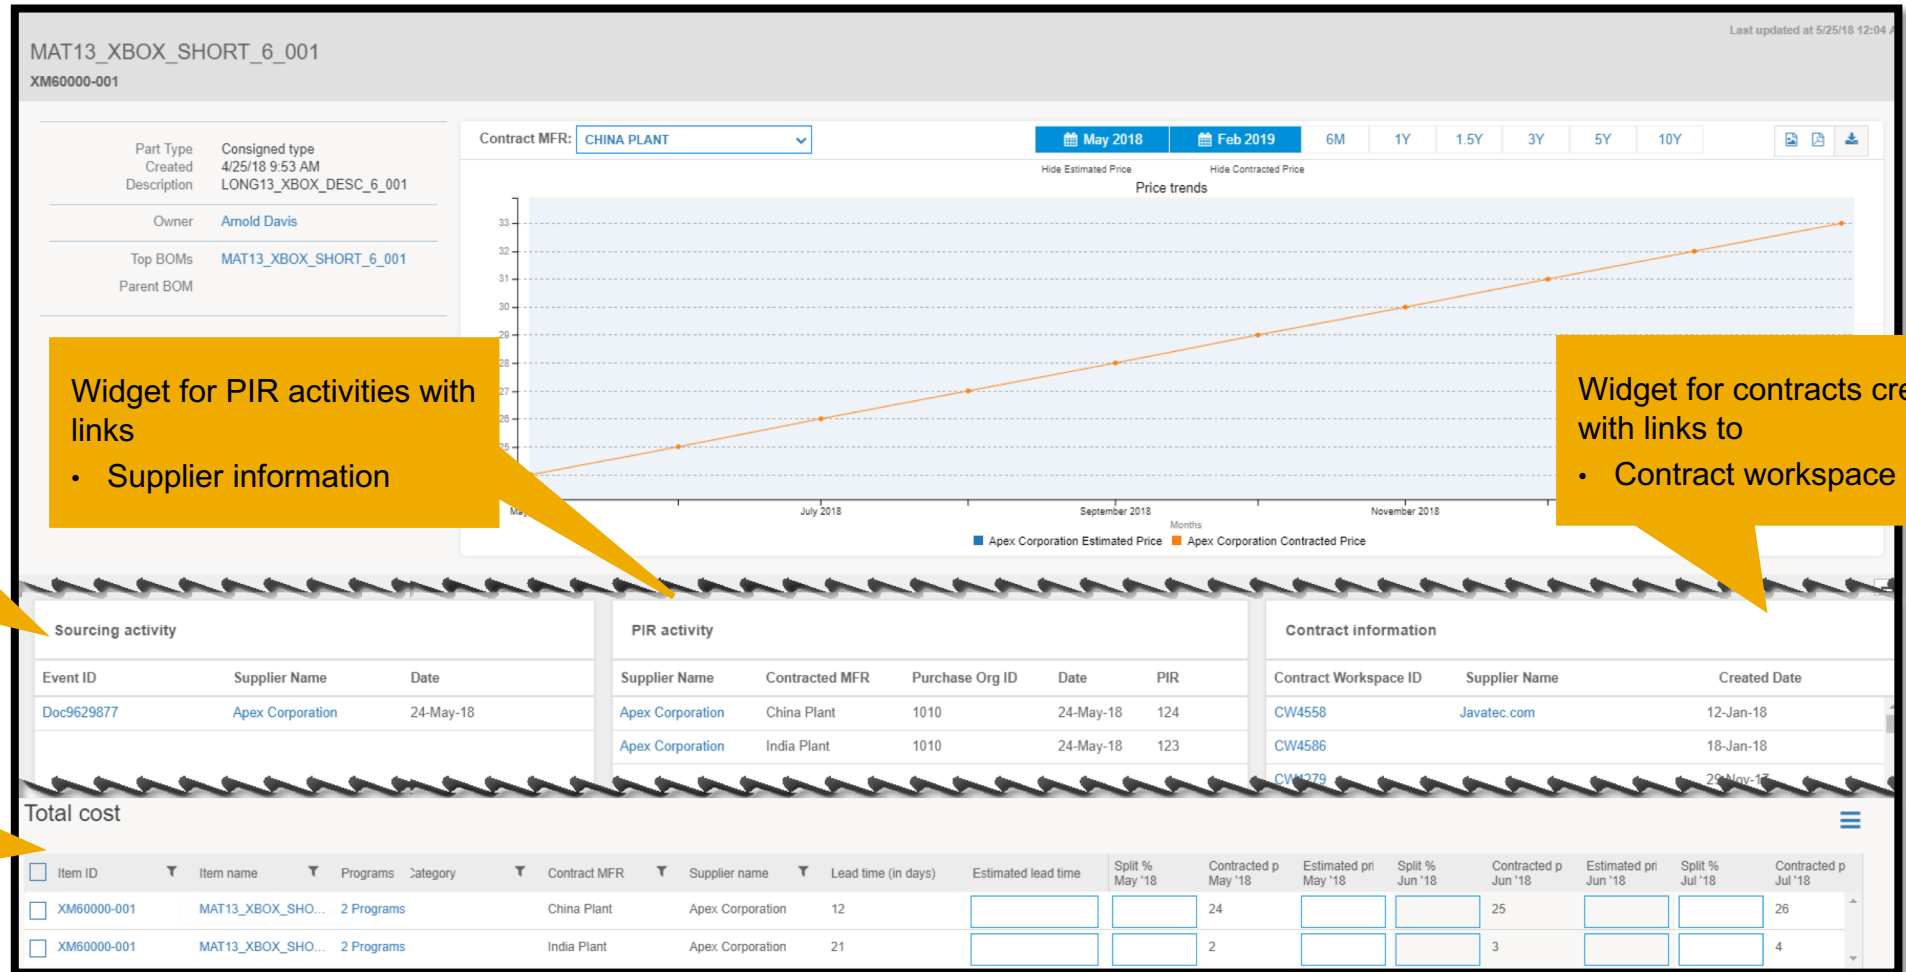 Last updated at 5/25/18 12:04
MAT13_XBOX_SHORT_6_001
XM60000-001
Part Type Consigned type
Created 4/25/18 9:53 AM
Description LONG13_XBOX_DESC_6_001
Owner Arnold Davis
Top BOMs MAT13_XBOX_SHORT_6_001
Parent BOM
Contract MFR: CHINA PLANT
May 2018 Feb 2019 6M 1Y 1.5Y 3Y 5Y 10Y
Hide Estimated Price Hide Contracted Price
Price trends
33
32
31
30
29
28
27
26
25
July 2018 September 2018 November 2018
Months
Apex Corporation Estimated Price Apex Corporation Contracted Price
Widget for PIR activities with
links
• Supplier information
Widget for contracts cre
with links to
• Contract workspace
Sourcing activity
Event ID Supplier Name Date
Doc9629877 Apex Corporation 24-May-18
PIR activity
Supplier Name Contracted MFR Purchase Org ID Date PIR
Apex Corporation China Plant 1010 24-May-18 124
Apex Corporation India Plant 1010 24-May-18 123
Contract information
Contract Workspace ID Supplier Name Created Date
CW4558 Javatec.com 12-Jan-18
CW4586 18-Jan-18
CW4279 29-Nov-17
Total cost
Item ID Item name Programs Category Contract MFR Supplier name Lead time (in days) Estimated lead time Split % May '18 Contracted p May '18 Estimated pri May '18 Split % Jun '18 Contracted p Jun '18 Estimated pri Jun '18 Split % Jul '18 Contracted p Jul '18
XM60000-001 MAT13_XBOX_SHO... 2 Programs China Plant Apex Corporation 12 24 25 26
XM60000-001 MAT13_XBOX_SHO... 2 Programs India Plant Apex Corporation 21 2 3 4